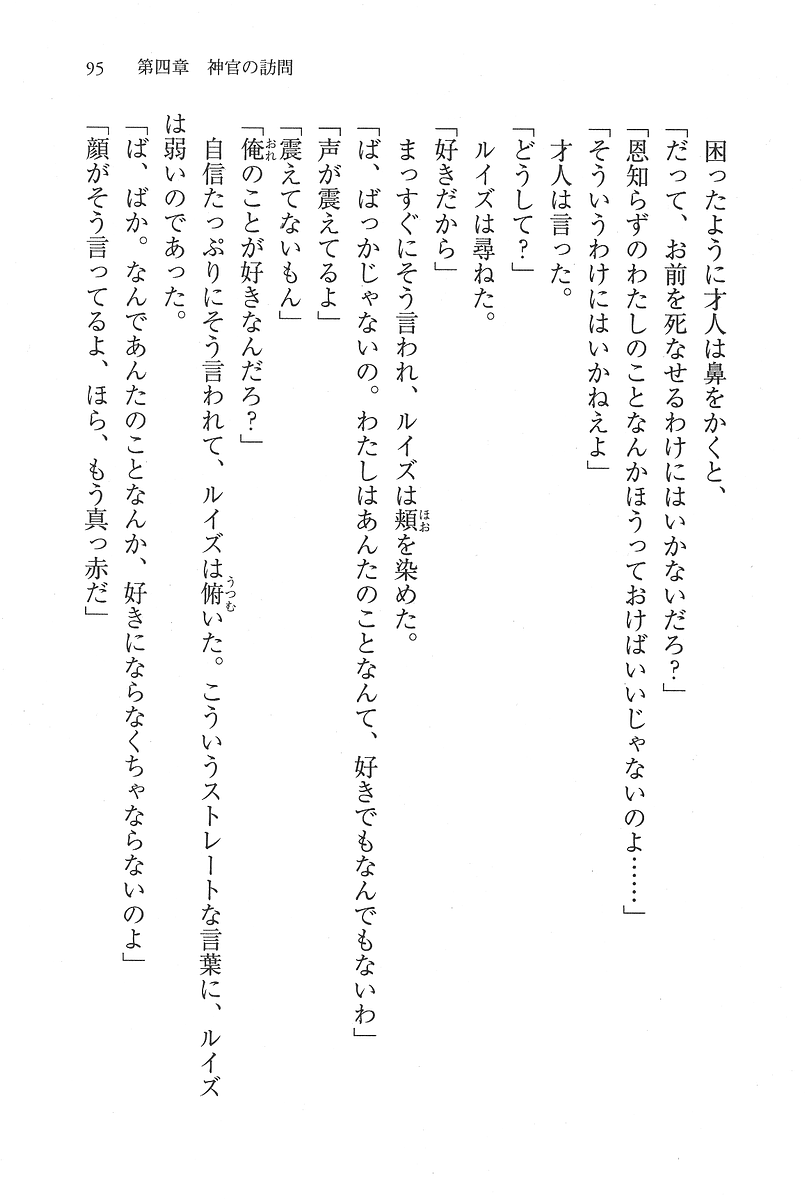 95　第四章　神官の訪問
困ったように才人は鼻をかくと、
「だって、お前を死なせるわけにはいかないだろ？」
「恩知らずのわたしのことなんかほうっておけばいいじゃないのよ……」
「そういうわけにはいかねえよ」
才人は言った。
「どうして？」
ルイズは尋ねた。
「好きだから」
まっすぐにそう言われ、ルイズは頬を染めた。
「ば、ばっかじゃないの。わたしはあんたのことなんて、好きでもなんでもないわ」
「声が震えてるよ」
「震えてないもん」
「俺のことが好きなんだろ？」
自信たっぷりにそう言われて、ルイズは俯いた。こういうストレートな言葉に、ルイズ
は弱いのであった。
「ば、ばか。なんであんたのことなんか、好きにならなくちゃならないのよ」
「顔がそう言ってるよ、ほら、もう真っ赤だ」